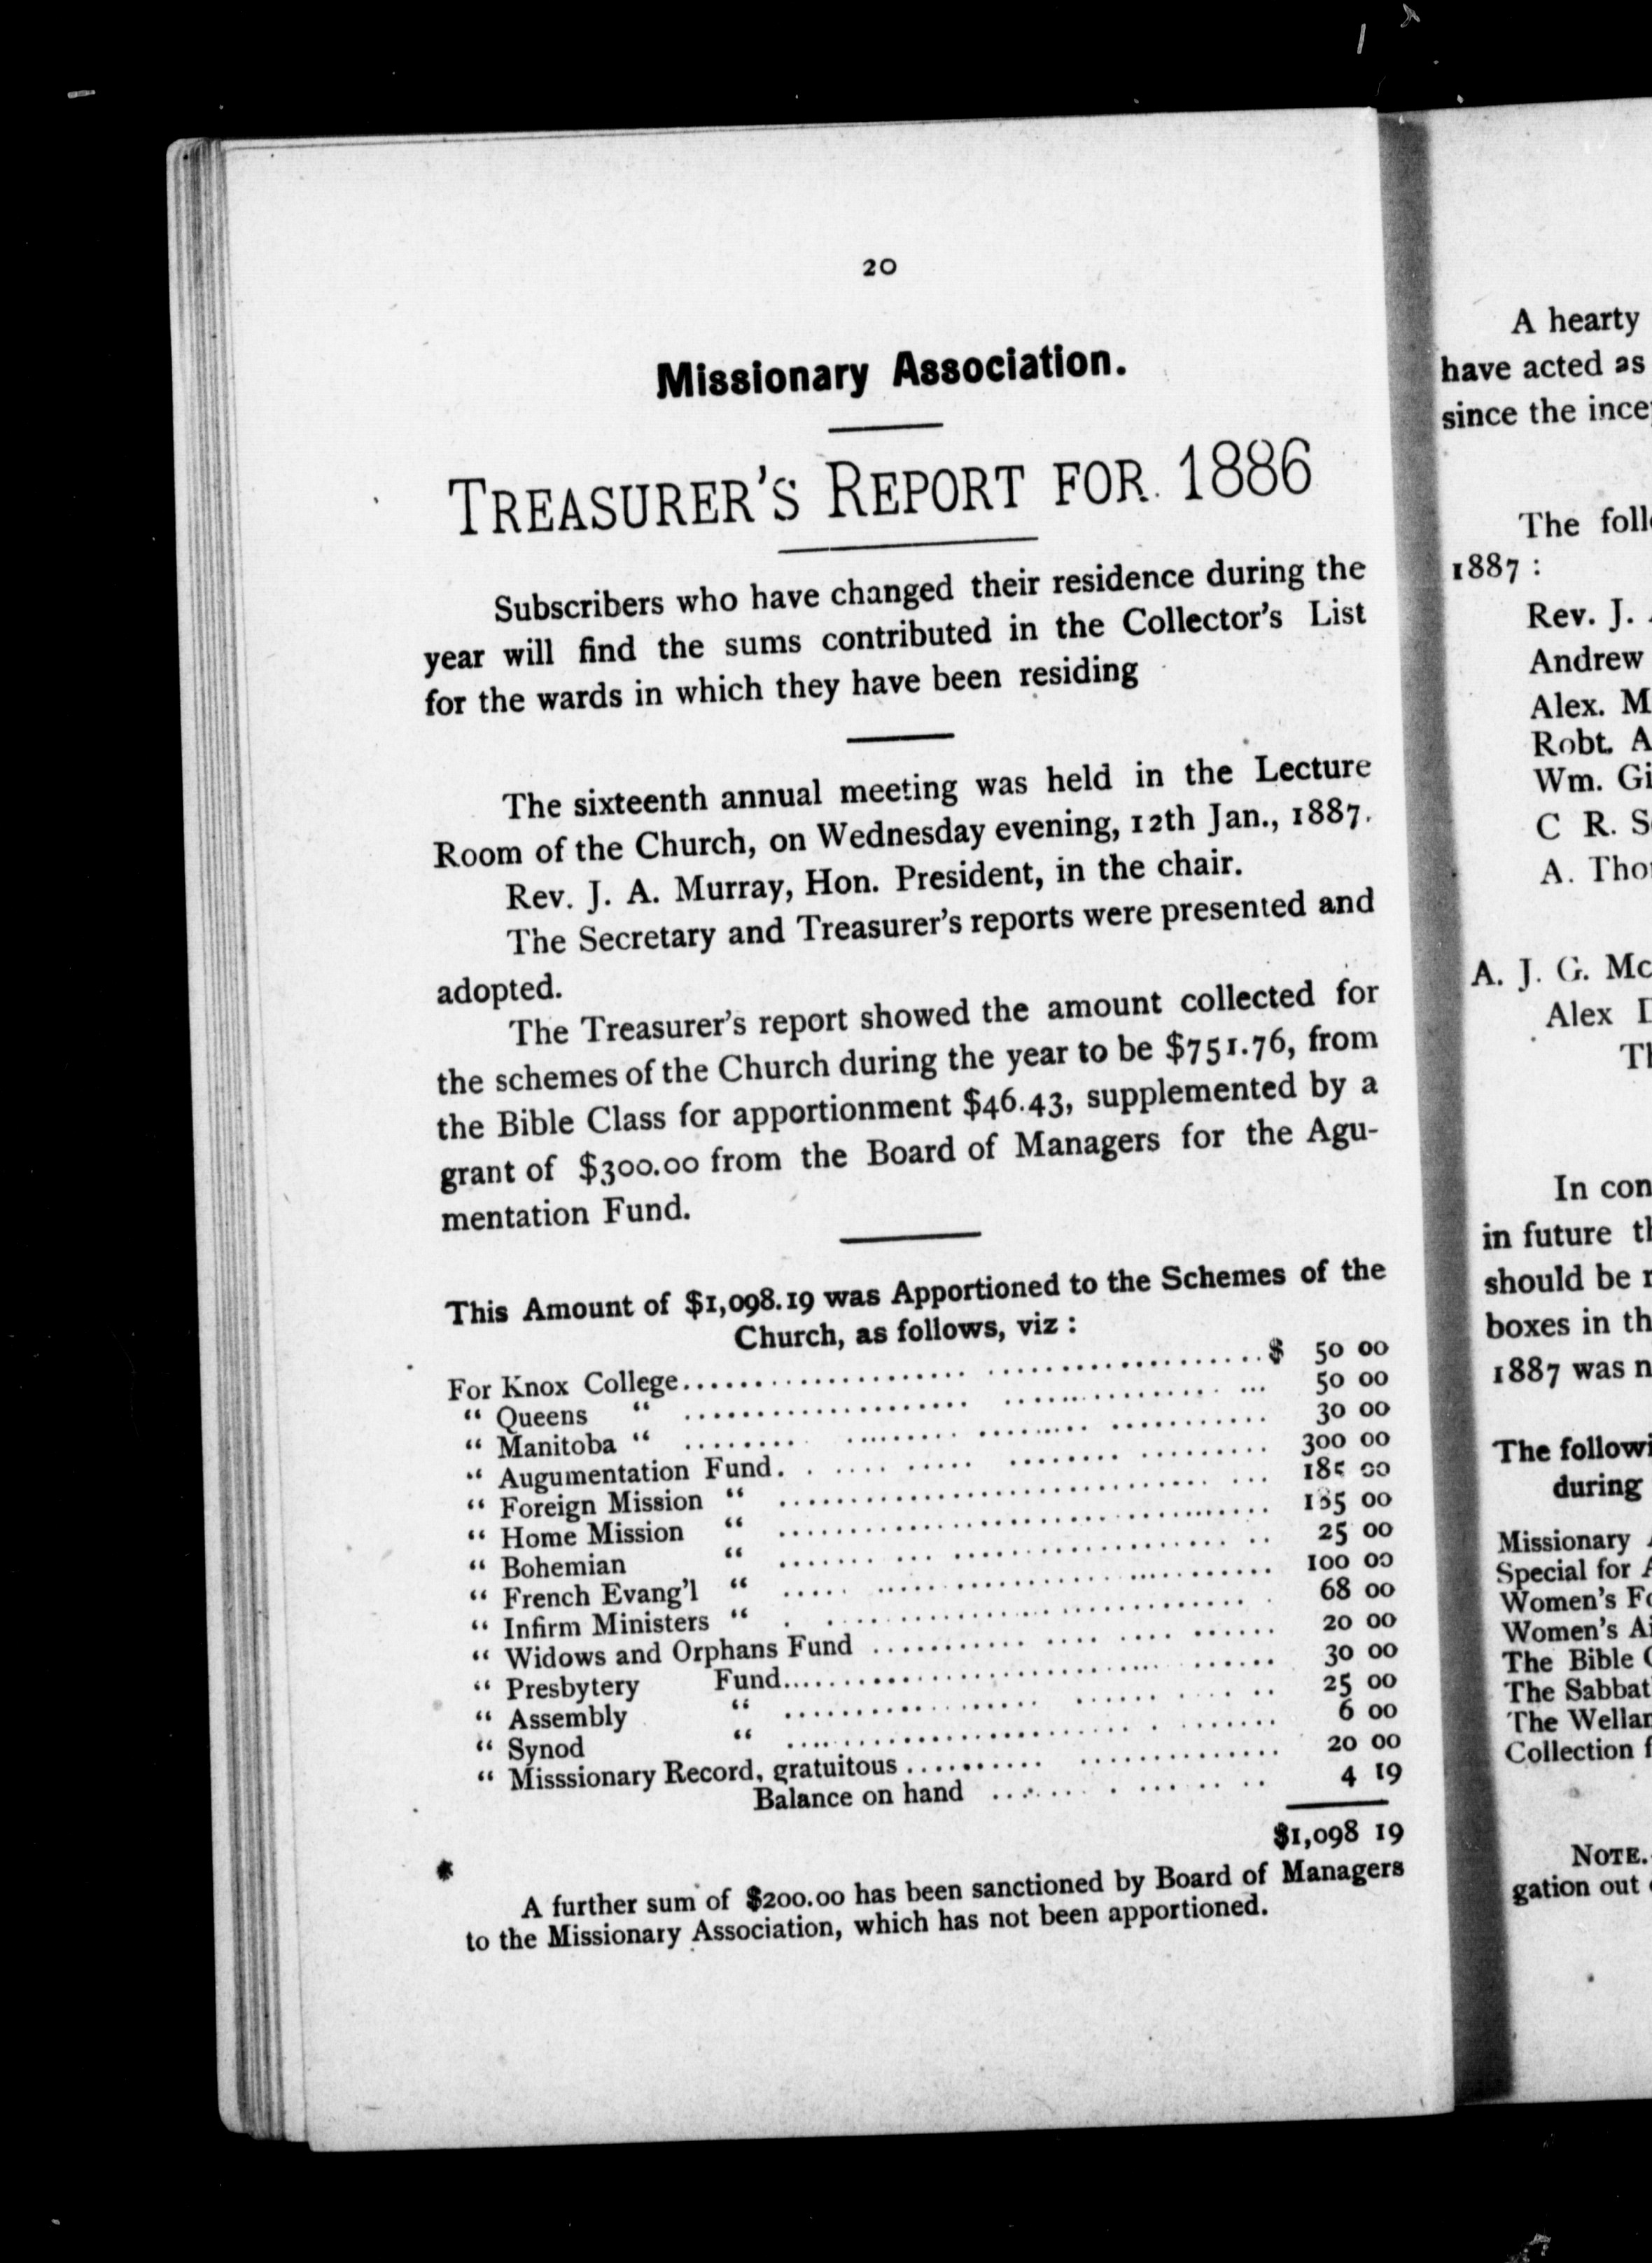 20
Missionary Association.
TREASURER'S REPORT FOR 1886
Subscribers who have changed their residence during the
year will find the sums contributed in the Collector's List
for the wards in which they have been residing
The sixteenth annual meeting was held in the Lecture
Room of the Church, on Wednesday evening, 12th Jan., 1887.
Rev. J. A. Murray, Hon. President, in the chair.
The Secretary and Treasurer's reports were presented and
adopted.
The Treasurer's report showed the amount collected for
the schemes of the Church during the year to be $751.76, from
the Bible Class for apportionment $46.43, supplemented by a
grant of $300.00 from the Board of Managers for the Agu-
mentation Fund.
This Amount of $1,098.19 was Apportioned to the Schemes of the
Church, as follows, viz :
For Knox College........................................$ 50 00
" Queens " ........................................ 50 00
" Manitoba " ........................................ 30 00
" Augumentation Fund. ................................ 300 00
" Foreign Mission " ................................ 185 00
" Home Mission " ................................ 185 00
" Bohemian " ................................ 25 00
" French Evang'l " ................................ 100 00
" Infirm Ministers " ................................ 68 00
" Widows and Orphans Fund ........................ 20 00
" Presbytery Fund................................ 30 00
" Assembly " ................................ 25 00
" Synod " ................................ 6 00
" Misssionary Record, gratuitous ........................ 20 00
Balance on hand .................... 4 19
$1,098 19
A further sum of $200.00 has been sanctioned by Board of Managers
to the Missionary Association, which has not been apportioned.
A hearty
have acted as
since the ince
The foll
1887 :
Rev. J.
Andrew
Alex. M
Robt. A
Wm. Gi
C R. S
A. Tho
A. J. G. Mc
Alex
In con
in future
should be
boxes in th
1887 was n
The followi
during
Missionary
Special for
Women's Fo
Women's Ai
The Bible
The Sabbat
The Wellan
Collection f
NOTE.
gation out